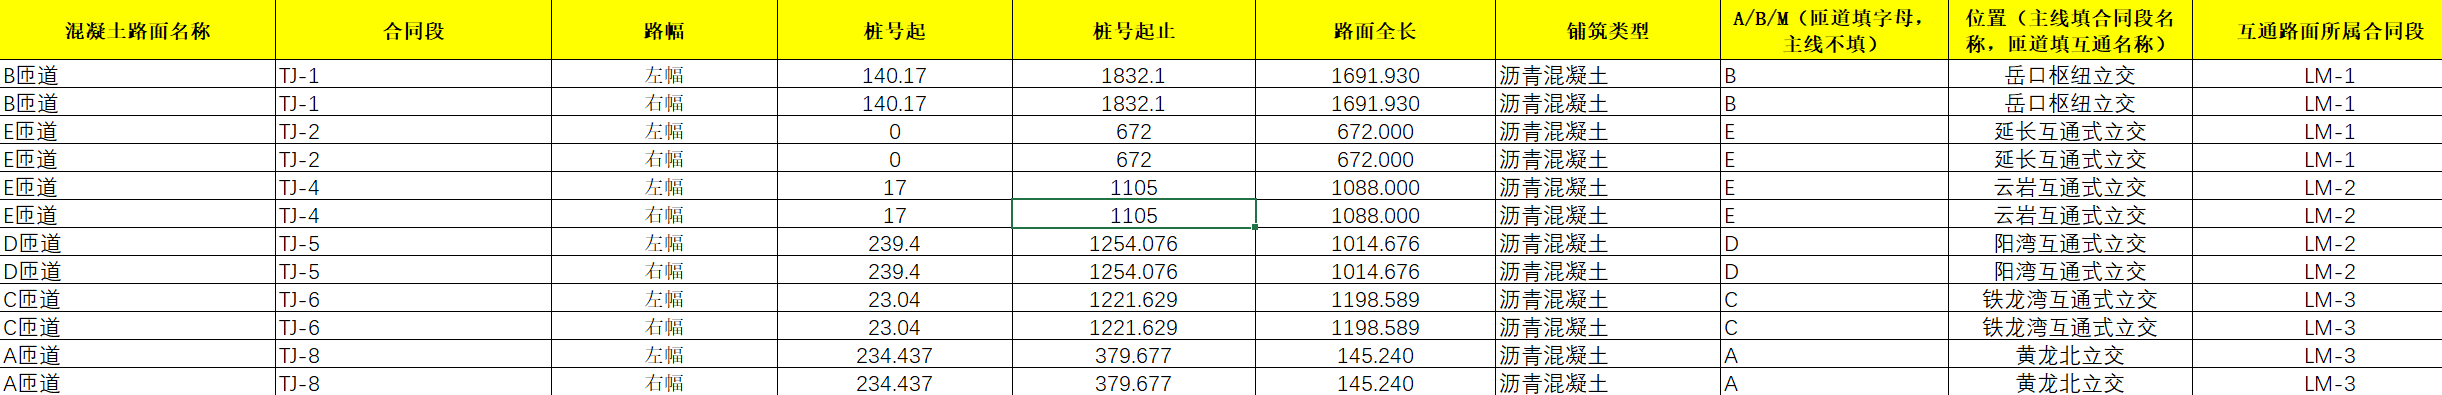 混凝土路面名称 合同段 路幅 桩号起 桩号起止 路面全长 铺筑类型 A/B/M（匝道填字母，主线不填） 位置（主线填合同段名称，匝道填互通名称） 互通路面所属合同段
B匝道 TJ-1 左幅 140.17 1832.1 1691.930 沥青混凝土 B 岳口枢纽立交 LM-1
B匝道 TJ-1 右幅 140.17 1832.1 1691.930 沥青混凝土 B 岳口枢纽立交 LM-1
E匝道 TJ-2 左幅 0 672 672.000 沥青混凝土 E 延长互通式立交 LM-1
E匝道 TJ-2 右幅 0 672 672.000 沥青混凝土 E 延长互通式立交 LM-1
E匝道 TJ-4 左幅 17 1105 1088.000 沥青混凝土 E 云岩互通式立交 LM-2
E匝道 TJ-4 右幅 17 1105 1088.000 沥青混凝土 E 云岩互通式立交 LM-2
D匝道 TJ-5 左幅 239.4 1254.076 1014.676 沥青混凝土 D 阳湾互通式立交 LM-2
D匝道 TJ-5 右幅 239.4 1254.076 1014.676 沥青混凝土 D 阳湾互通式立交 LM-2
C匝道 TJ-6 左幅 23.04 1221.629 1198.589 沥青混凝土 C 铁龙湾互通式立交 LM-3
C匝道 TJ-6 右幅 23.04 1221.629 1198.589 沥青混凝土 C 铁龙湾互通式立交 LM-3
A匝道 TJ-8 左幅 234.437 379.677 145.240 沥青混凝土 A 黄龙北立交 LM-3
A匝道 TJ-8 右幅 234.437 379.677 145.240 沥青混凝土 A 黄龙北立交 LM-3